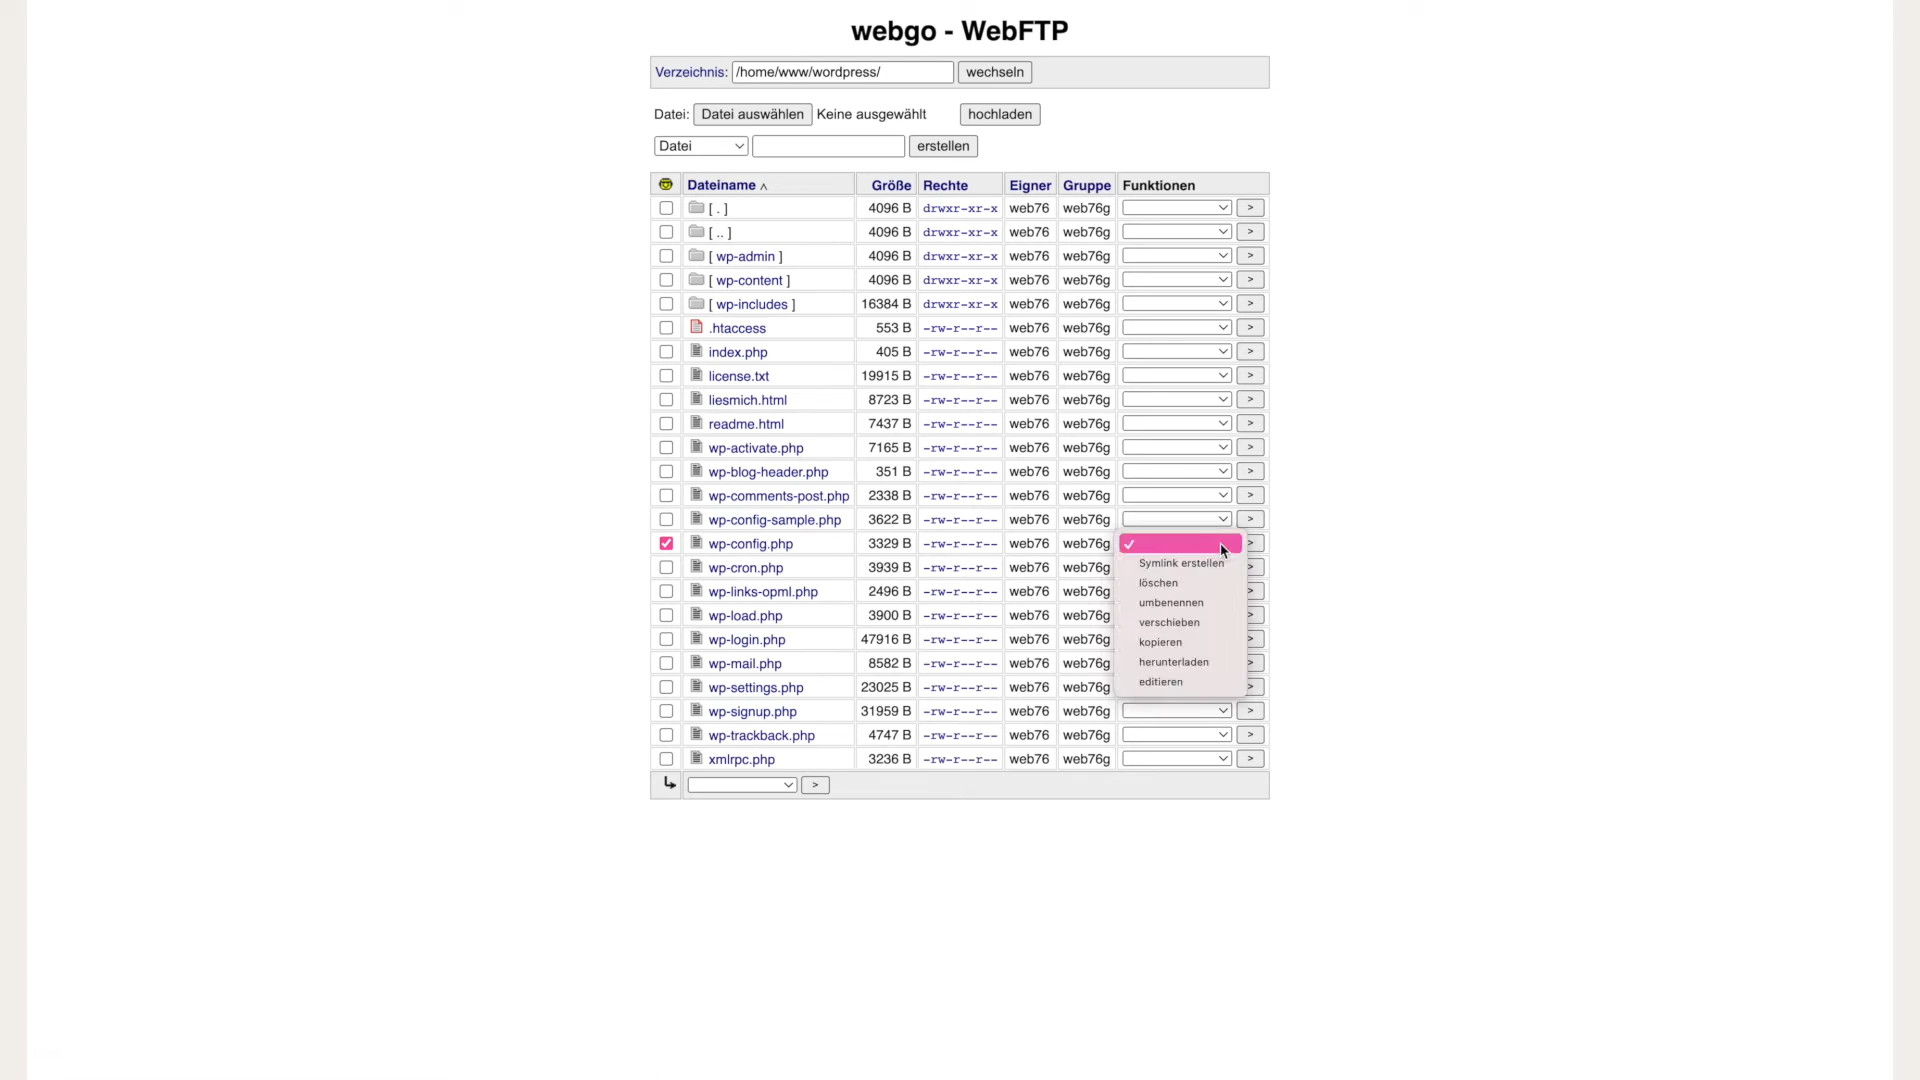 webgo - WebFTP
Verzeichnis: /home/www/wordpress/ wechseln
Datei: Datei auswählen Keine ausgewählt hochladen
Datei erstellen
Dateiname ^ Größe Rechte Eigner Gruppe Funktionen
[ . ] 4096 B drwxr-xr-x web76 web76g >
[ .. ] 4096 B drwxr-xr-x web76 web76g >
[ wp-admin ] 4096 B drwxr-xr-x web76 web76g >
[ wp-content ] 4096 B drwxr-xr-x web76 web76g >
[ wp-includes ] 16384 B drwxr-xr-x web76 web76g >
.htaccess 553 B -rw-r--r-- web76 web76g >
index.php 405 B -rw-r--r-- web76 web76g >
license.txt 19915 B -rw-r--r-- web76 web76g >
liesmich.html 8723 B -rw-r--r-- web76 web76g >
readme.html 7437 B -rw-r--r-- web76 web76g >
wp-activate.php 7165 B -rw-r--r-- web76 web76g >
wp-blog-header.php 351 B -rw-r--r-- web76 web76g >
wp-comments-post.php 2338 B -rw-r--r-- web76 web76g >
wp-config-sample.php 3622 B -rw-r--r-- web76 web76g >
wp-config.php 3329 B -rw-r--r-- web76 web76g >
wp-cron.php 3939 B -rw-r--r-- web76 web76g >
wp-links-opml.php 2496 B -rw-r--r-- web76 web76g >
wp-load.php 3900 B -rw-r--r-- web76 web76g >
wp-login.php 47916 B -rw-r--r-- web76 web76g >
wp-mail.php 8582 B -rw-r--r-- web76 web76g >
wp-settings.php 23025 B -rw-r--r-- web76 web76g >
wp-signup.php 31959 B -rw-r--r-- web76 web76g >
wp-trackback.php 4747 B -rw-r--r-- web76 web76g >
xmlrpc.php 3236 B -rw-r--r-- web76 web76g >
>
Symlink erstellen
löschen
umbenennen
verschieben
kopieren
herunterladen
editieren